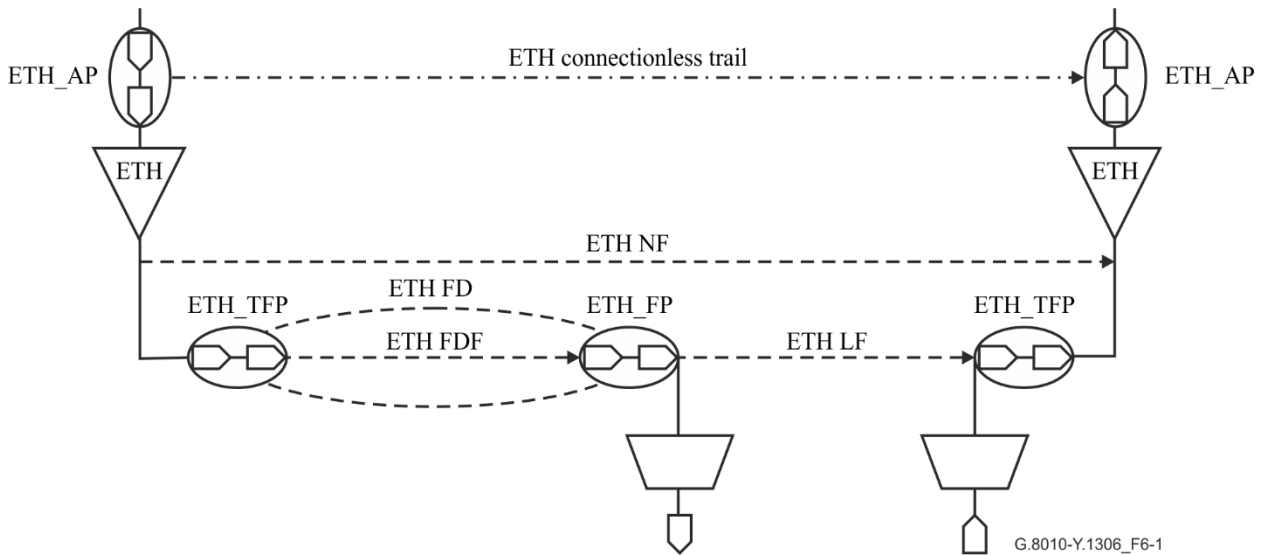 ETH connectionless trail
ETH_AP
ETH_AP
ETH
ETH
ETH NF
ETH_TFP
ETH FD
ETH_FP
ETH_TFP
ETH FDF
ETH LF
G.8010-Y.1306_F6-1